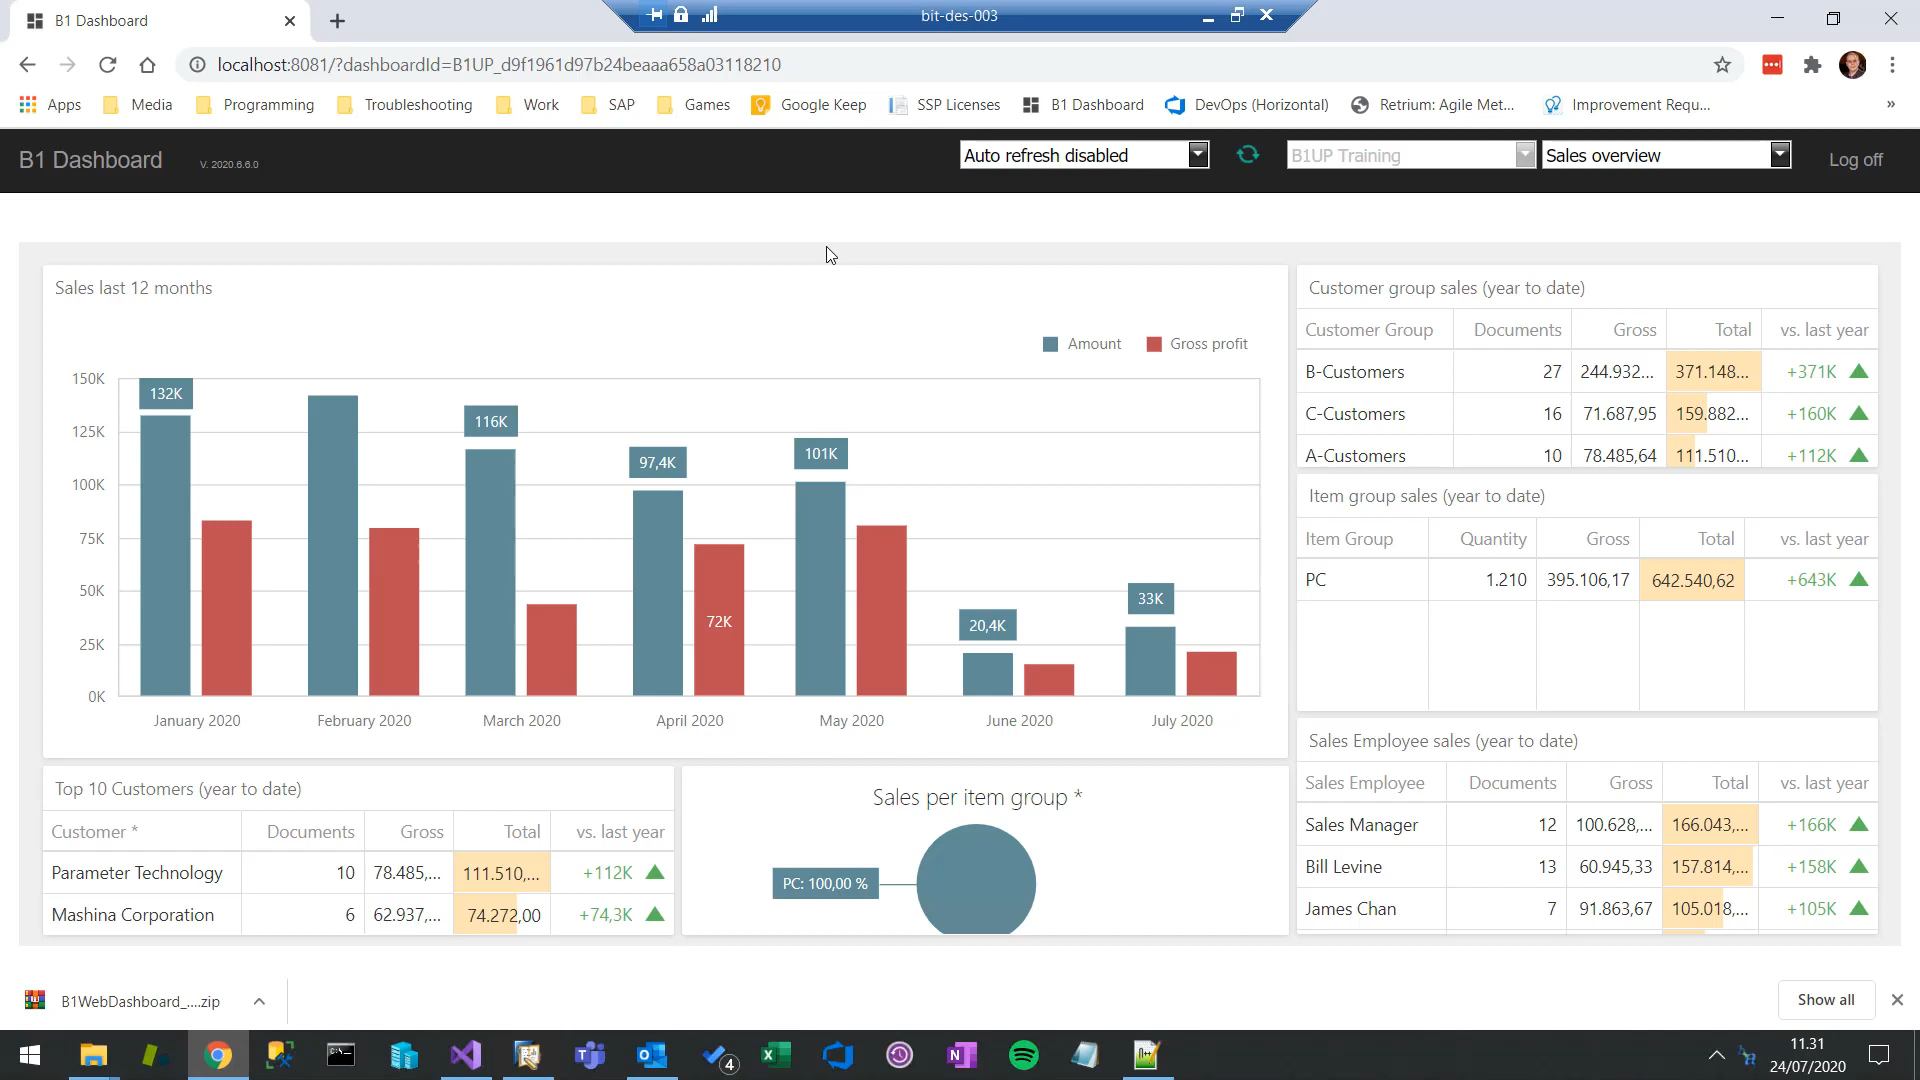 B1 Dashboard
bit-des-003
localhost:8081/?dashboardId=B1UP_d9f1961d97b24beaaa658a03118210
Apps Media Programming Troubleshooting Work SAP Games Google Keep SSP Licenses B1 Dashboard DevOps (Horizontal) Retrium: Agile Met... Improvement Requ... »
B1 Dashboard V. 2020.6.6.0 Auto refresh disabled B1UP Training Sales overview Log off
Sales last 12 months
Amount Gross profit
150K
125K
100K
75K
50K
25K
0K
132K
116K
97,4K
72K
101K
20,4K
33K
January 2020 February 2020 March 2020 April 2020 May 2020 June 2020 July 2020
Customer group sales (year to date)
Customer Group Documents Gross Total vs. last year
B-Customers 27 244.932... 371.148... +371K
C-Customers 16 71.687,95 159.882... +160K
A-Customers 10 78.485,64 111.510... +112K
Item group sales (year to date)
Item Group Quantity Gross Total vs. last year
PC 1.210 395.106,17 642.540,62 +643K
Sales Employee sales (year to date)
Sales Employee Documents Gross Total vs. last year
Sales Manager 12 100.628,... 166.043,... +166K
Bill Levine 13 60.945,33 157.814,... +158K
James Chan 7 91.863,67 105.018,... +105K
Top 10 Customers (year to date)
Customer * Documents Gross Total vs. last year
Parameter Technology 10 78.485,... 111.510,... +112K
Mashina Corporation 6 62.937,... 74.272,00 +74,3K
Sales per item group *
PC: 100,00 %
B1WebDashboard_....zip
Show all
4
11.31
24/07/2020